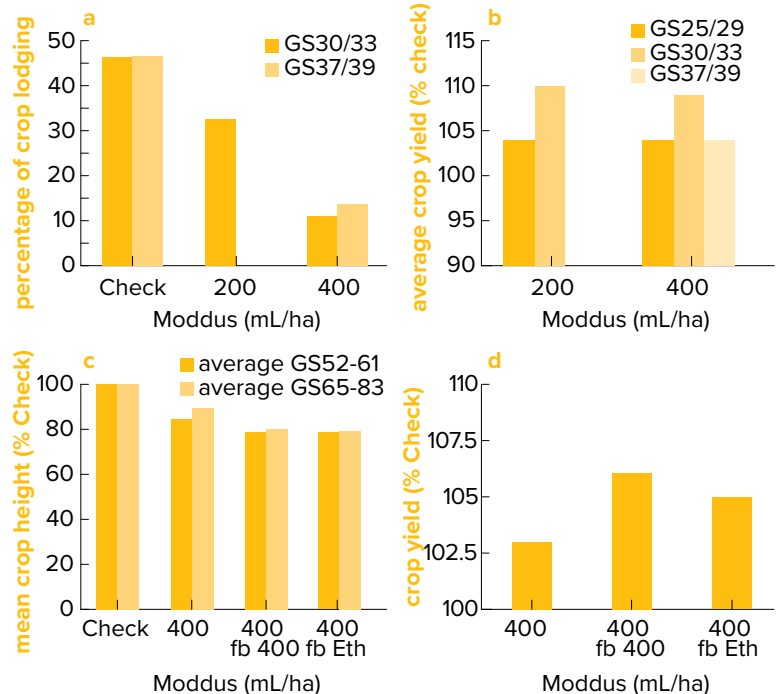 a
percentage of crop lodging
50
40
30
20
10
0
GS30/33
GS37/39
Check
200
400
Moddus (mL/ha)
b
average crop yield (% check)
115
110
105
100
95
90
GS25/29
GS30/33
GS37/39
200
400
Moddus (mL/ha)
c
mean crop height (% Check)
100
80
60
40
20
0
average GS52-61
average GS65-83
Check
400
400
fb 400
400
fb Eth
Moddus (mL/ha)
d
crop yield (% Check)
110
107.5
105
102.5
100
400
400
fb 400
400
fb Eth
Moddus (mL/ha)